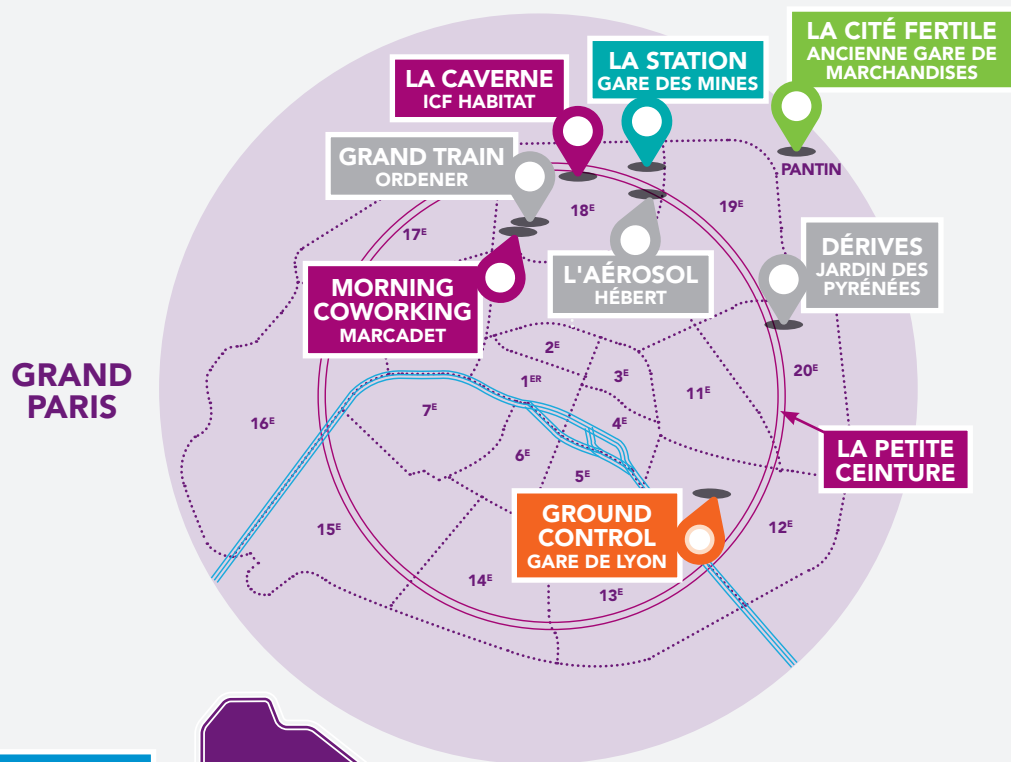 LA CITÉ FERTILE
ANCIENNE GARE DE
MARCHANDISES
LA STATION
GARE DES MINES
LA CAVERNE
ICF HABITAT
GRAND TRAIN
ORDENER
PANTIN
18E
19E
17E
DÉRIVES
JARDIN DES
PYRÉNÉES
L'AÉROSOL
HÉBERT
MORNING
COWORKING
MARCADET
2E
GRAND
PARIS
1ER
3E
20E
11E
16E
7E
4E
6E
LA PETITE
CEINTURE
5E
GROUND
CONTROL
GARE DE LYON
15E
12E
14E
13E